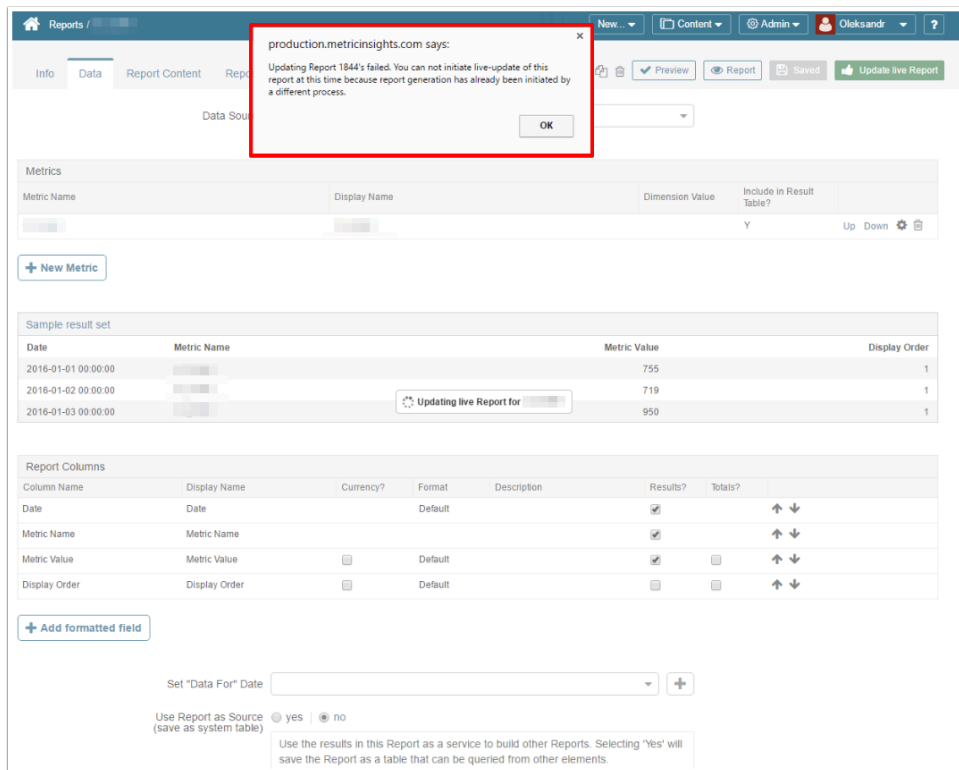 Reports /
New...
Content
Admin
Oleksandr
?
production.metricinsights.com says:
×
Updating Report 1844's failed. You can not initiate live-update of
this report at this time because report generation has already been initiated by
a different process.
OK
Info Data Report Content Repo
Preview Report Saved Update live Report
Data Sour
Metrics
Metric Name Display Name Dimension Value Include in Result
Table?
Y Up Down
+ New Metric
Sample result set
Date Metric Name Metric Value Display Order
2016-01-01 00:00:00 755 1
2016-01-02 00:00:00 719 1
2016-01-03 00:00:00 950 1
Updating live Report for
Report Columns
Column Name Display Name Currency? Format Description Results? Totals?
Date Date Default
Metric Name Metric Name
Metric Value Metric Value Default
Display Order Display Order Default
+ Add formatted field
Set "Data For" Date
+
Use Report as Source yes no
(save as system table)
Use the results in this Report as a service to build other Reports. Selecting 'Yes' will
save the Report as a table that can be queried from other elements.